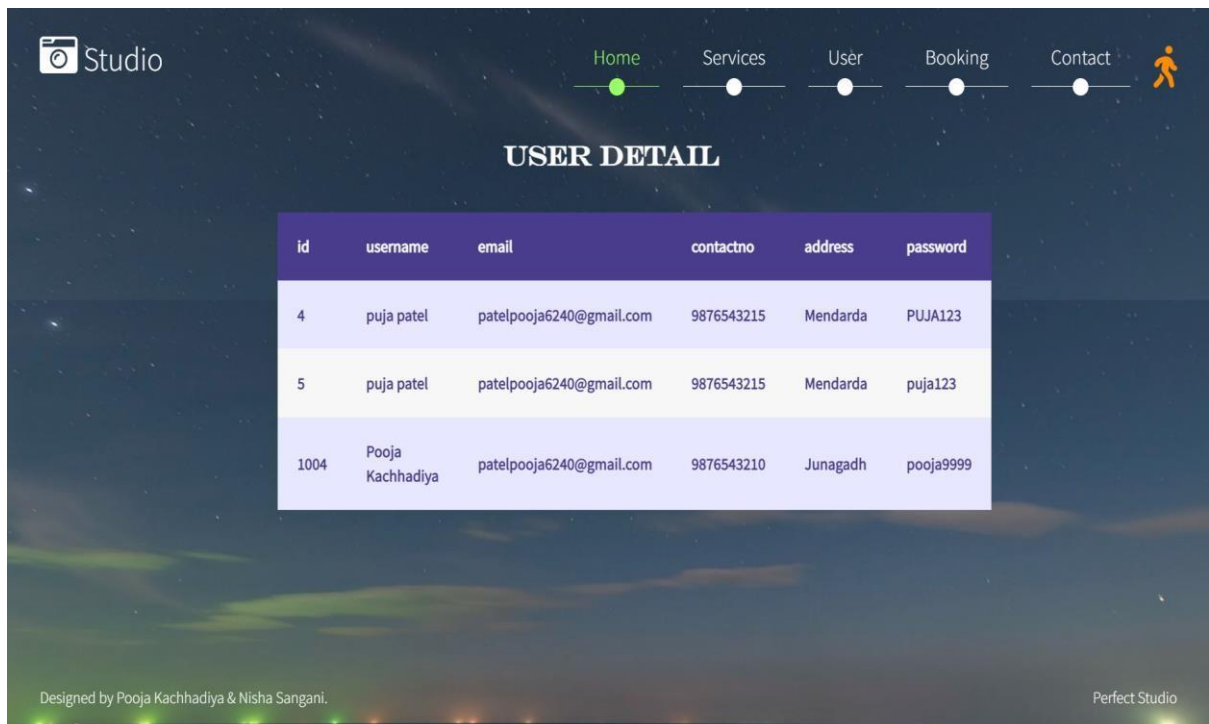 Studio
Home Services User Booking Contact
USER DETAIL
id username email contactno address password
4 puja patel patelpooja6240@gmail.com 9876543215 Mendarda PUJA123
5 puja patel patelpooja6240@gmail.com 9876543215 Mendarda puja123
1004 Pooja Kachhadiya patelpooja6240@gmail.com 9876543210 Junagadh pooja9999
Designed by Pooja Kachhadiya & Nisha Sangani. Perfect Studio